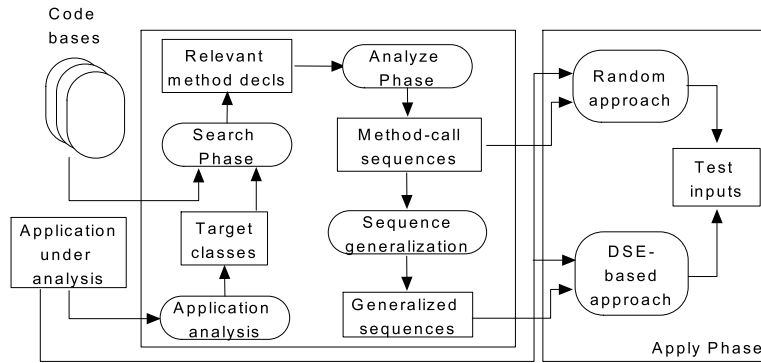 Code
bases
Relevant
method decls
Analyze
Phase
Random
approach
Search
Phase
Method-call
sequences
Test
inputs
Application
under
analysis
Target
classes
Sequence
generalization
DSE-
based
approach
Application
analysis
Generalized
sequences
Apply Phase